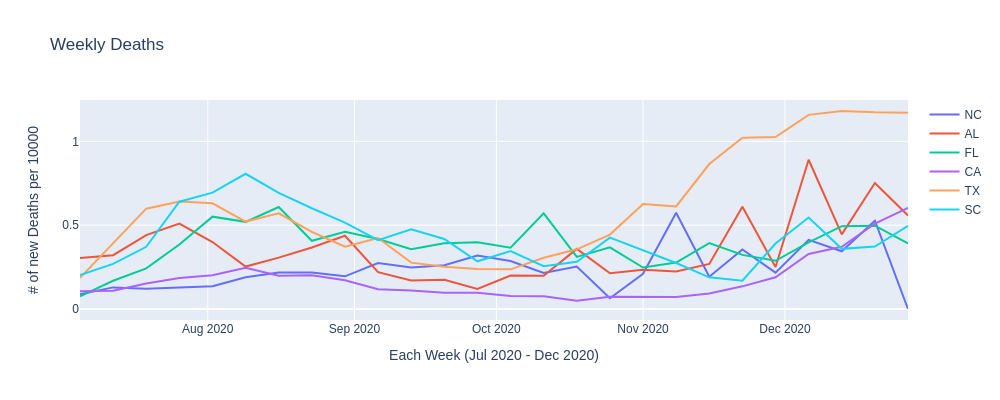 Weekly Deaths
# of new Deaths per 10000
1
0.5
0
Aug 2020
Sep 2020
Oct 2020
Nov 2020
Dec 2020
Each Week (Jul 2020 - Dec 2020)
NC
AL
FL
CA
TX
SC